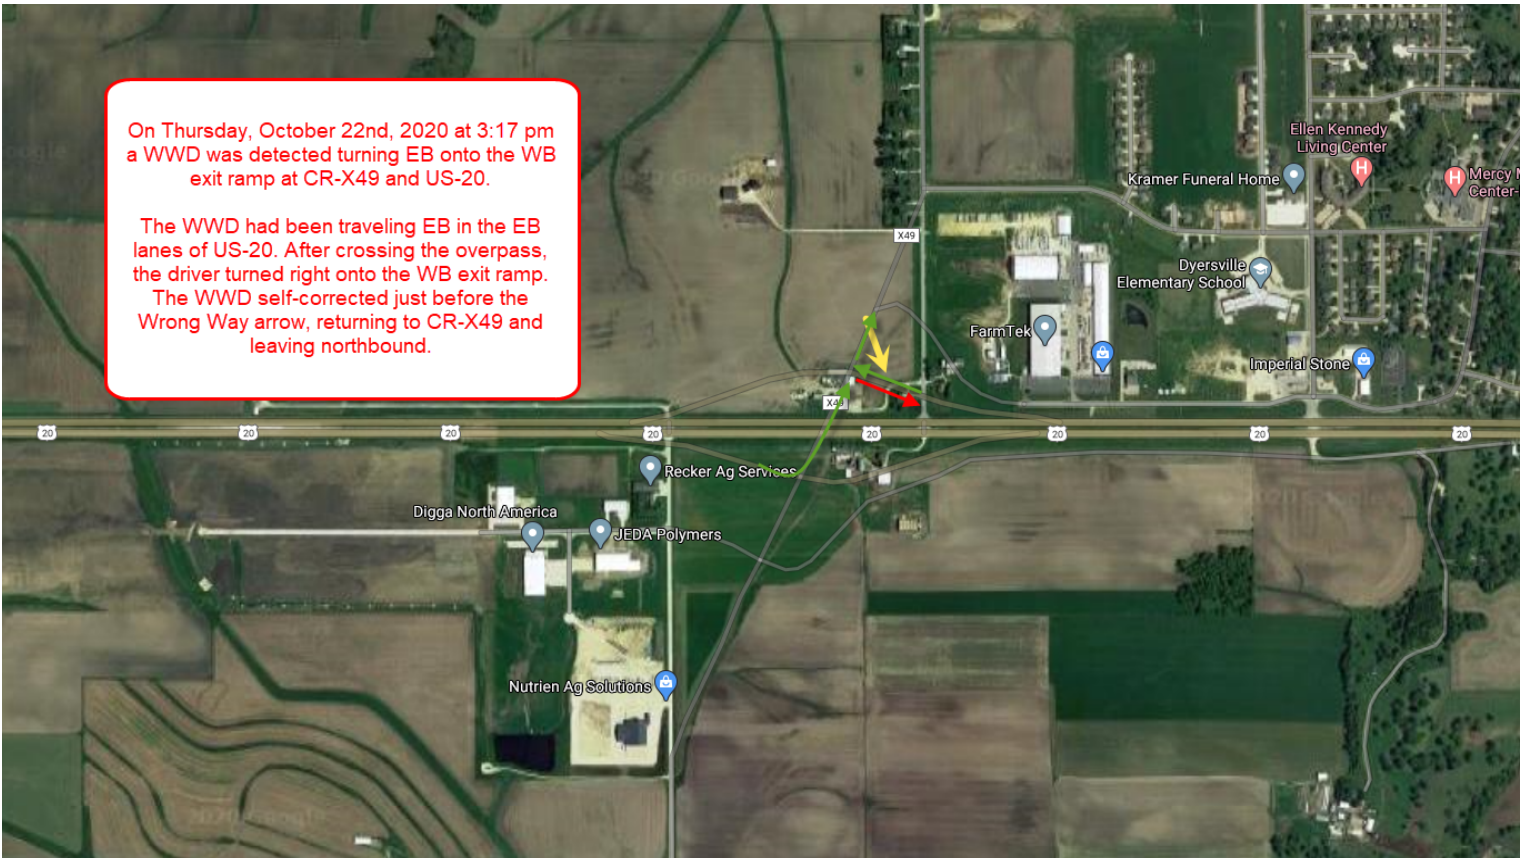 On Thursday, October 22nd, 2020 at 3:17 pm
a WWD was detected turning EB onto the WB
exit ramp at CR-X49 and US-20.
The WWD had been traveling EB in the EB
lanes of US-20. After crossing the overpass,
the driver turned right onto the WB exit ramp.
The WWD self-corrected just before the
Wrong Way arrow, returning to CR-X49 and
leaving northbound.
Ellen Kennedy
Living Center
Kramer Funeral Home
Mercy M
Center-
X49
Dyersville
Elementary School
FarmTek
Imperial Stone
X49
20
20
20
20
20
20
20
20
Recker Ag Services
Digga North America
JEDA Polymers
Nutrien Ag Solutions